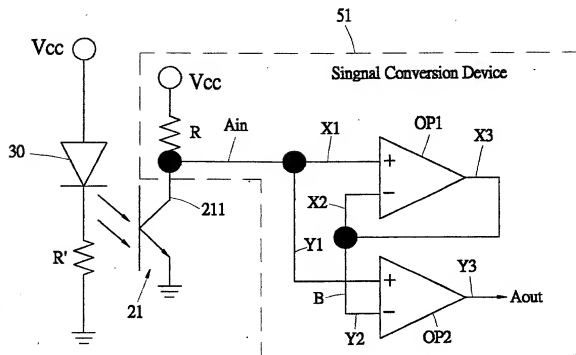 51
Vcc
Vcc
Singnal Conversion Device
30
R
Ain
X1
OP1
X3
+
−
211
X2
Y1
R'
21
B
Y2
+
−
Y3
Aout
OP2